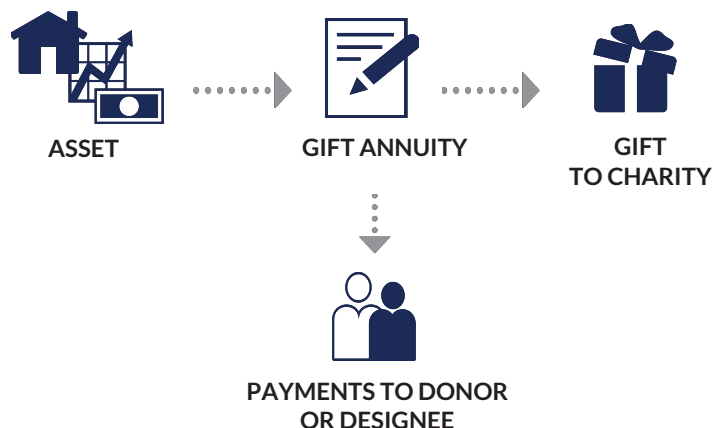 ASSET
GIFT ANNUITY
GIFT
TO CHARITY
PAYMENTS TO DONOR
OR DESIGNEE